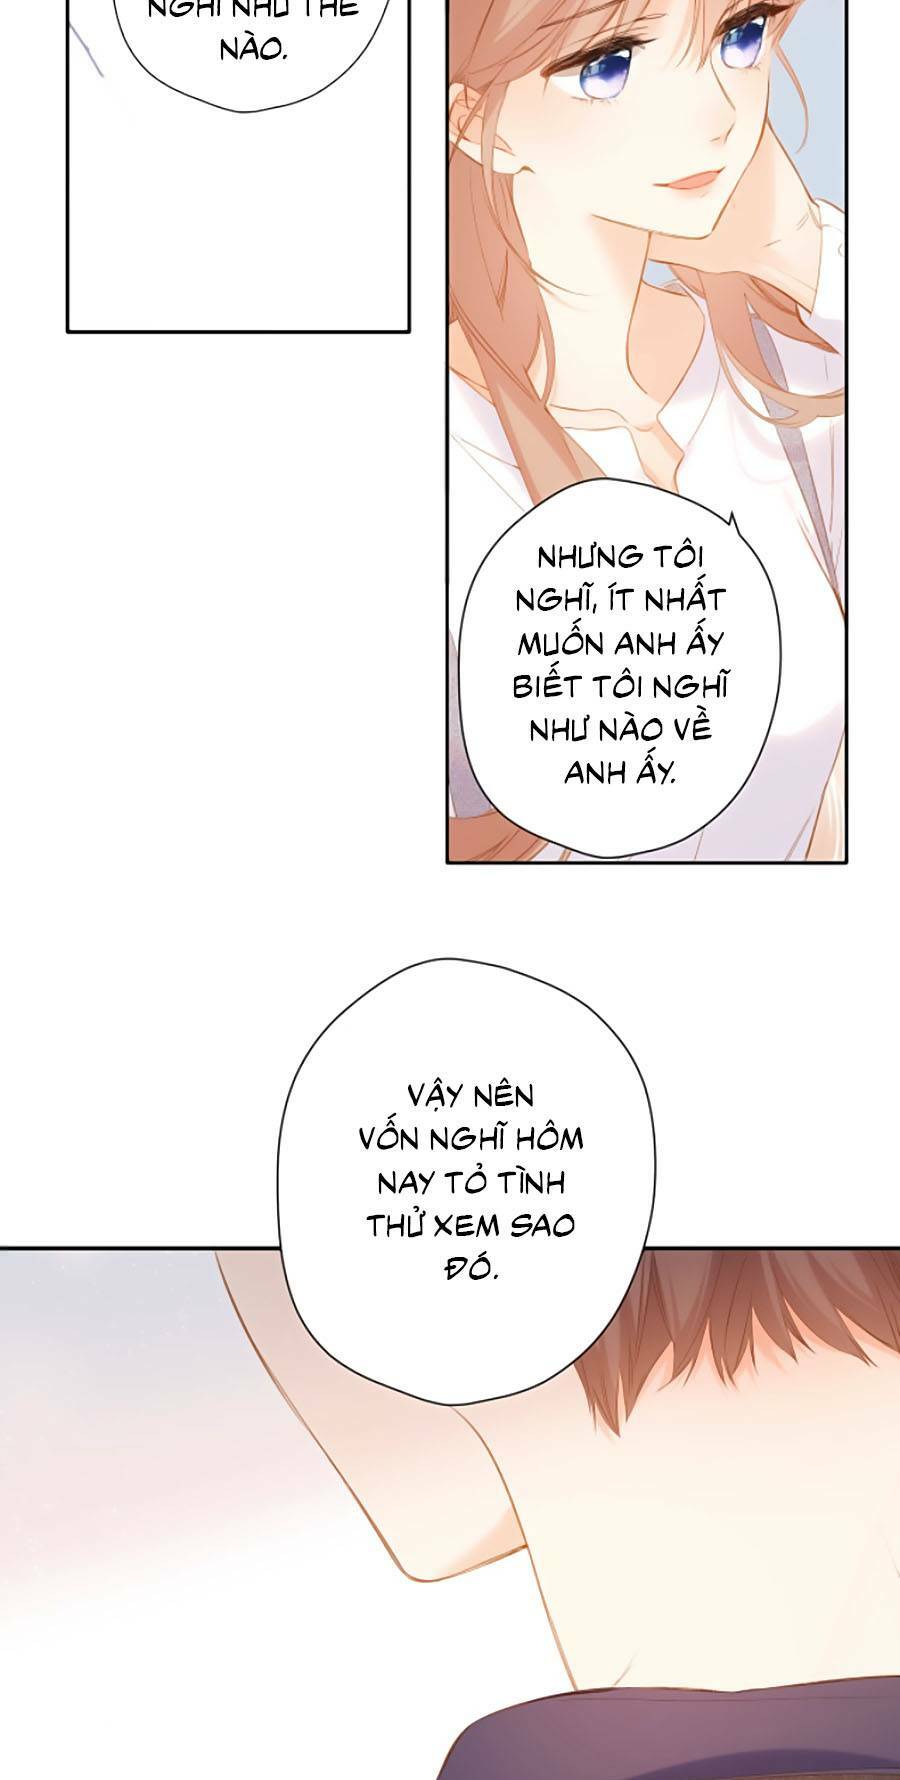 NGHĨ NHƯ THẾ
NÀO.
NHƯNG TÔI
NGHĨ, ÍT NHẤT
MUỐN ANH ẤY
BIẾT TÔI NGHĨ
NHƯ NÀO VỀ
ANH ẤY.
VẬY NÊN
VỐN NGHĨ HÔM
NAY TỎ TÌNH
THỬ XEM SAO
ĐÓ.